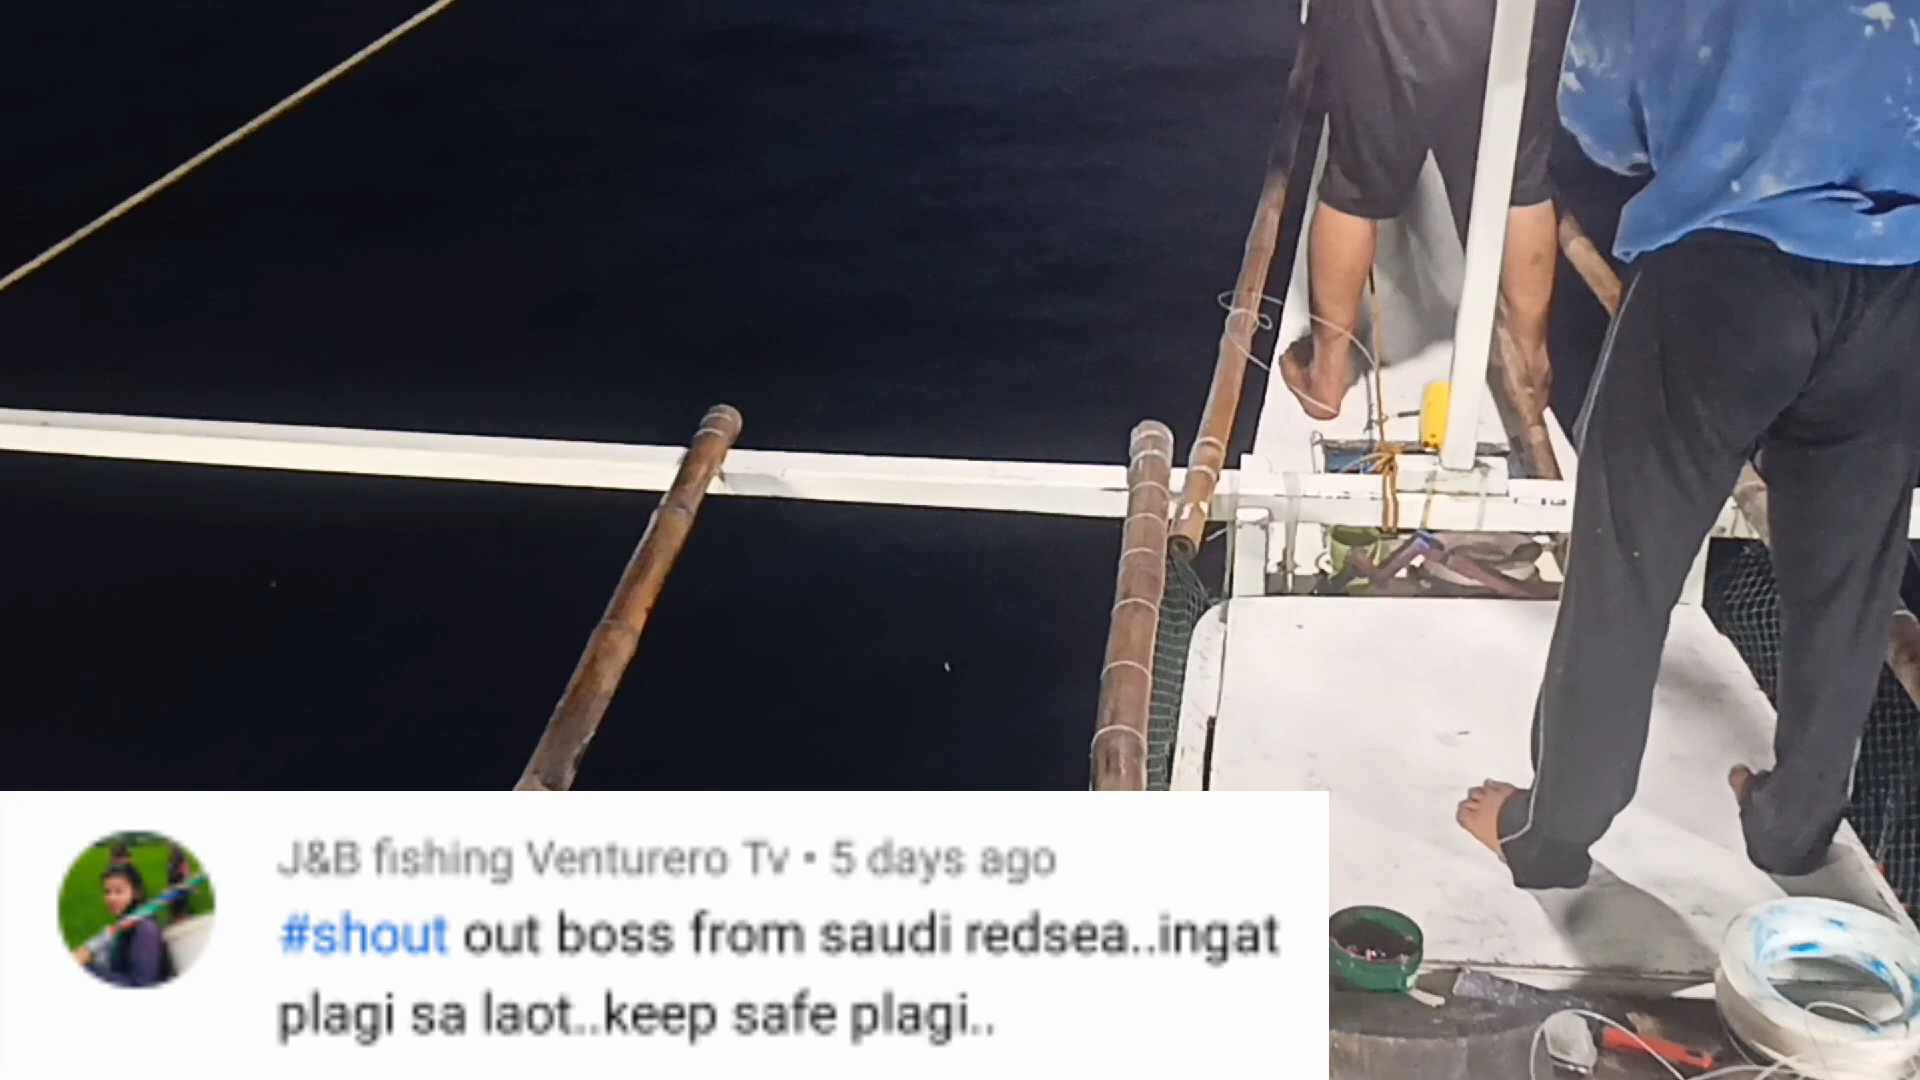 J&B fishing Venturero Tv • 5 days ago
#shout out boss from saudi redsea..ingat
plagi sa laot..keep safe plagi..